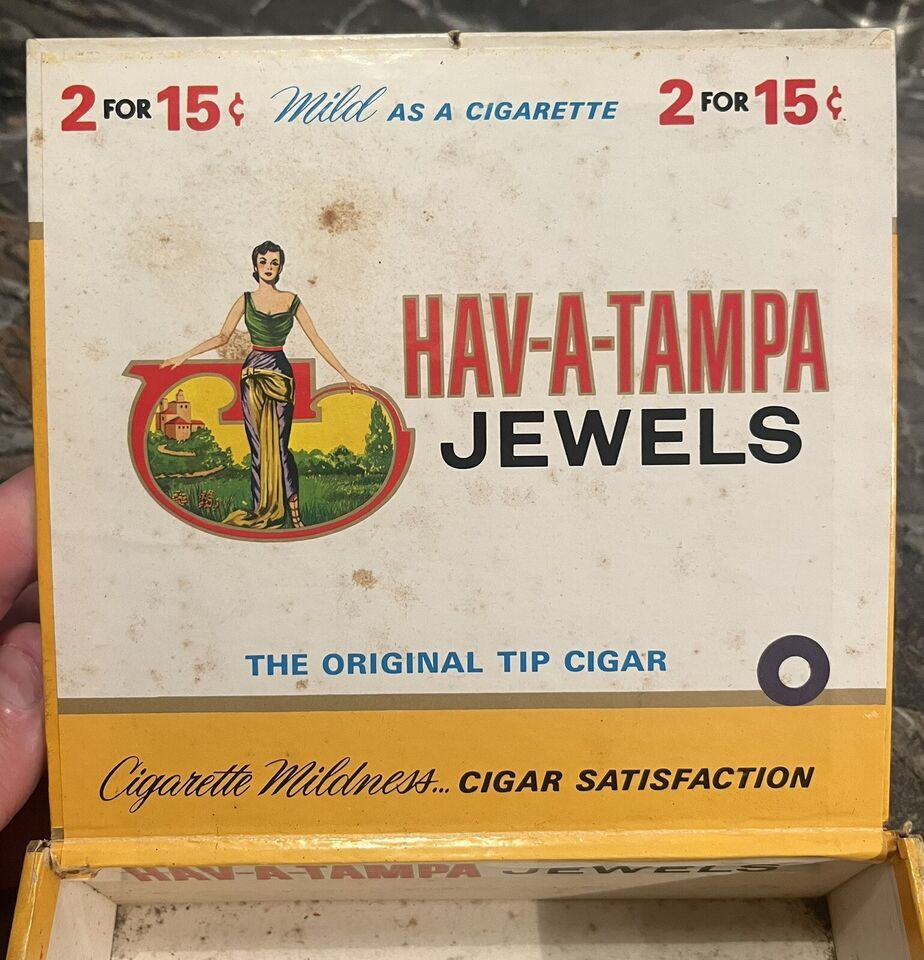 2 FOR 15¢ Mild AS A CIGARETTE 2 FOR 15¢
HAV-A-TAMPA
JEWELS
THE ORIGINAL TIP CIGAR
Cigarette Mildness... CIGAR SATISFACTION
HAV-A-TAMPA JEWELS